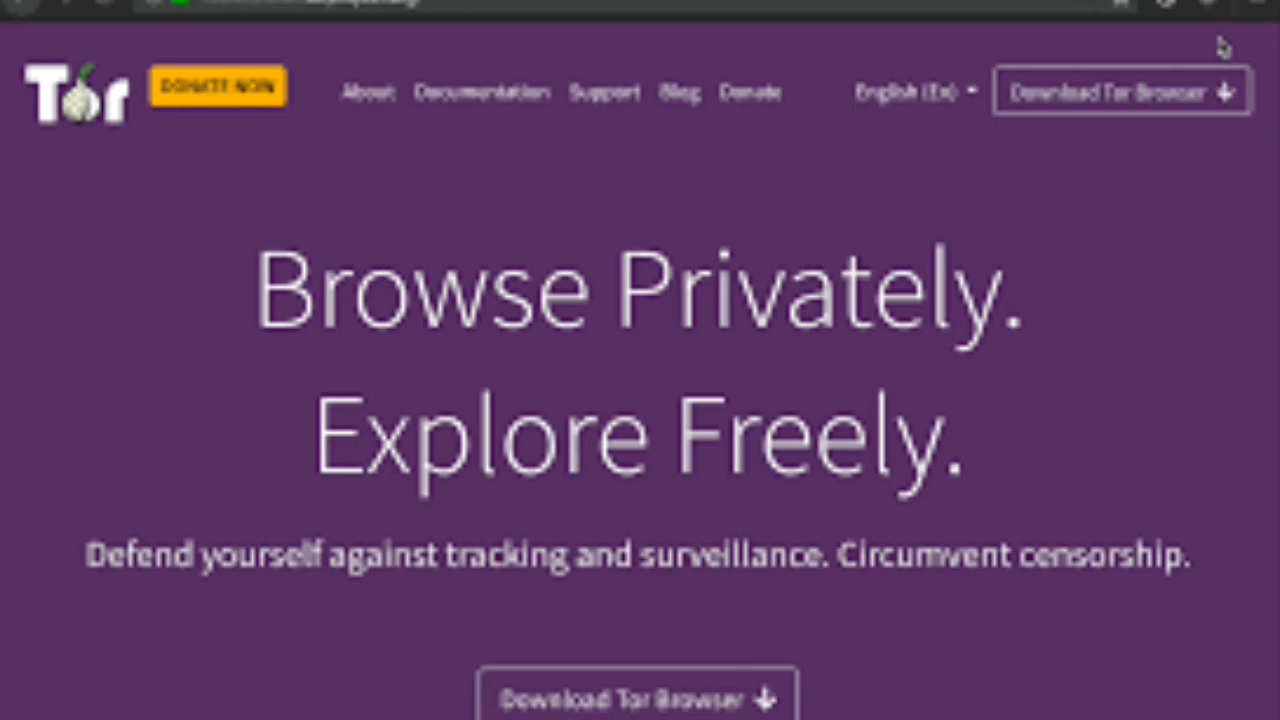 Tor
DONATE NOW
About Documentation Support Blog Donate
English (En)
Download Tor Browser
Browse Privately.
Explore Freely.
Defend yourself against tracking and surveillance. Circumvent censorship.
Download Tor Browser